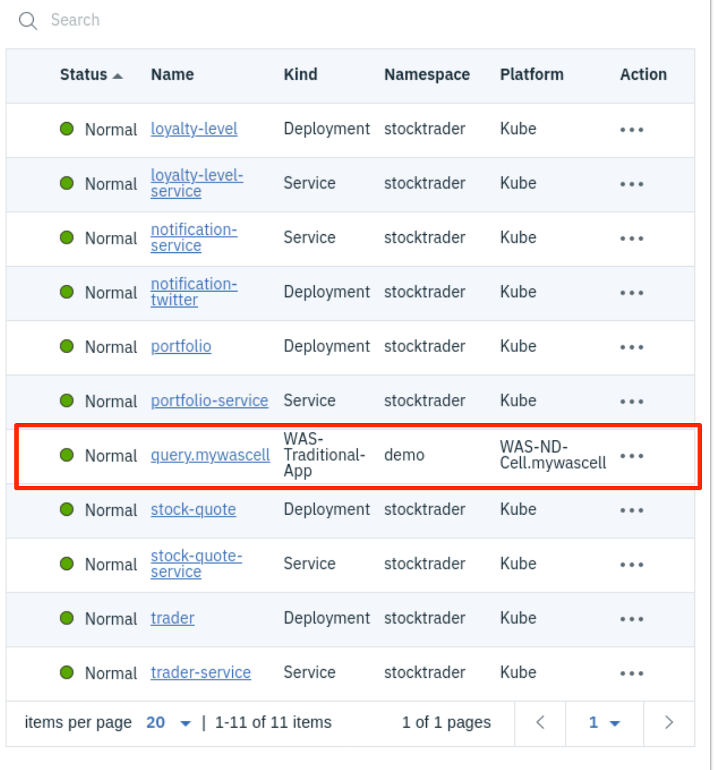 Search
Status Name Kind Namespace Platform Action
Normal loyalty-level Deployment stocktrader Kube
Normal loyalty-level-
service Service stocktrader Kube
Normal notification-
service Service stocktrader Kube
Normal notification-
twitter Deployment stocktrader Kube
Normal portfolio Deployment stocktrader Kube
Normal portfolio-service Service stocktrader Kube
Normal query.mywascell WAS-
Traditional-
App demo WAS-ND-
Cell.mywascell
Normal stock-quote Deployment stocktrader Kube
Normal stock-quote-
service Service stocktrader Kube
Normal trader Deployment stocktrader Kube
Normal trader-service Service stocktrader Kube
items per page 20 | 1-11 of 11 items 1 of 1 pages 1